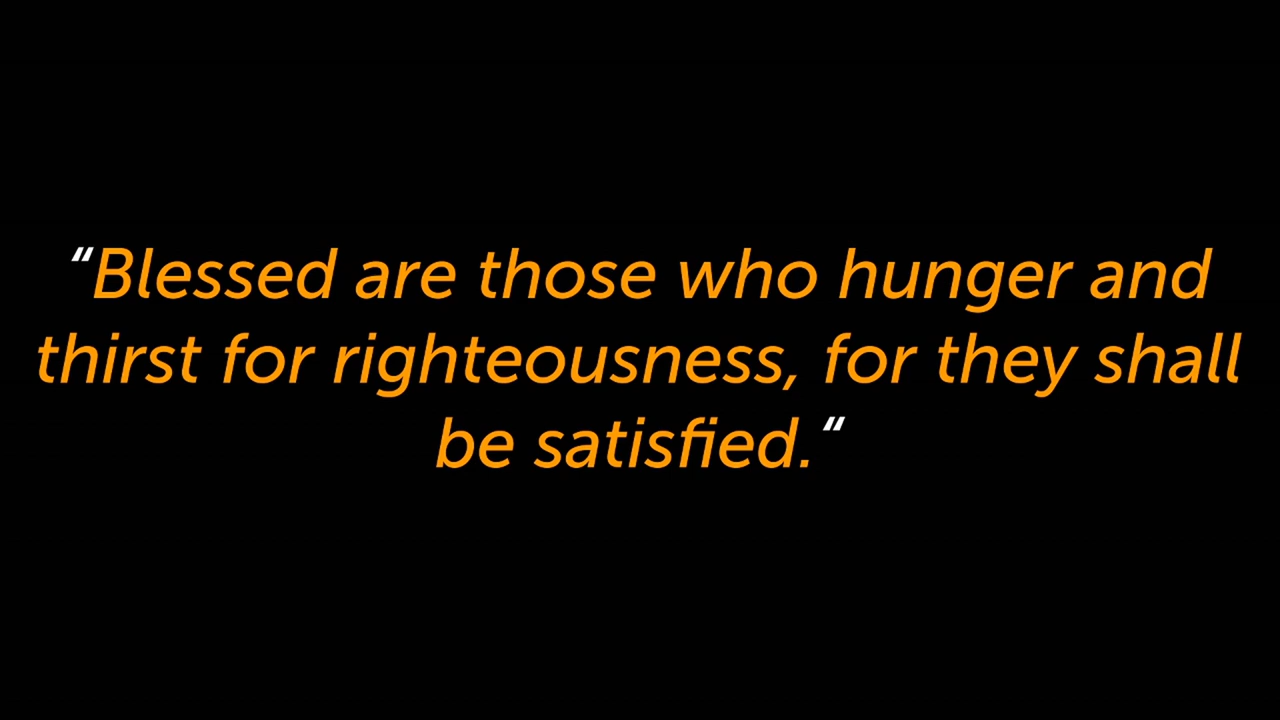 “Blessed are those who hunger and
thirst for righteousness, for they shall
be satisfied.“